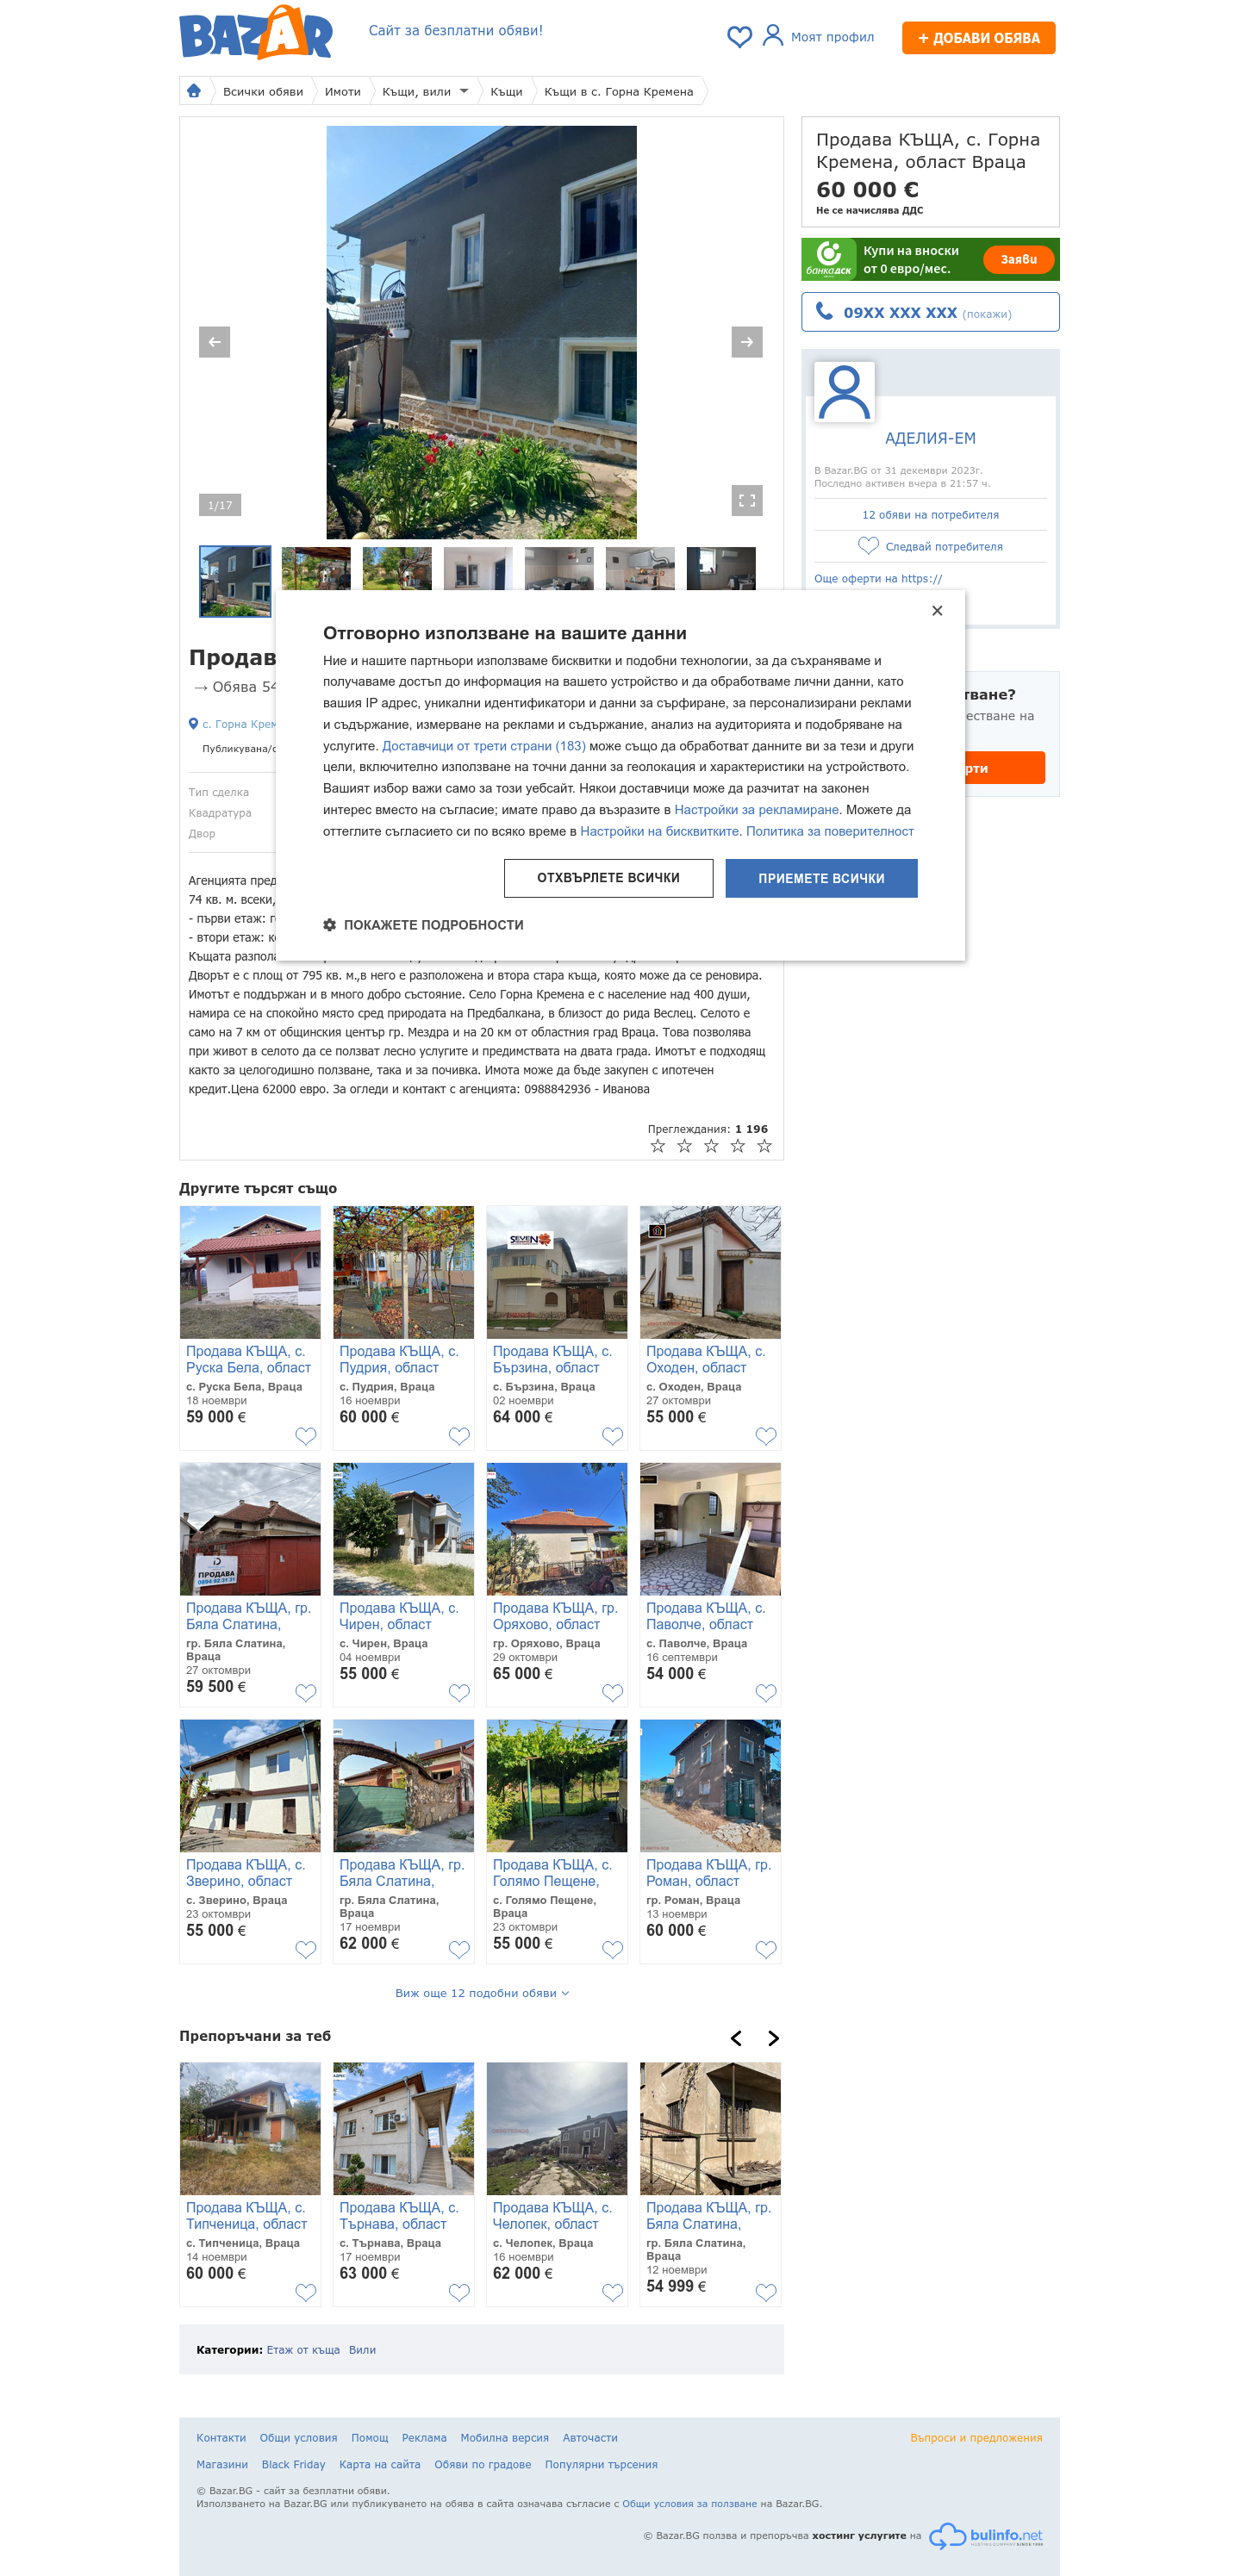 BAZAR
Сайт за безплатни обяви!
Моят профил
+ ДОБАВИ ОБЯВА
Всички обяви
Имоти
Къщи, вили
Къщи
Къщи в с. Горна Кремена
1/17
Продава КЪЩА, с. Горна
Кремена, област Враца
60 000 €
Не се начислява ДДС
банкадск
Купи на вноски
от 0 евро/мес.
Заяви
09XX XXX XXX (покажи)
АДЕЛИЯ-ЕМ
В Bazar.BG от 31 декември 2023г.
Последно активен вчера в 21:57 ч.
12 обяви на потребителя
Следвай потребителя
Още оферти на https://
×
Отговорно използване на вашите данни
Ние и нашите партньори използваме бисквитки и подобни технологии, за да съхраняваме и
получаваме достъп до информация на вашето устройство и да обработваме лични данни, като
вашия IP адрес, уникални идентификатори и данни за сърфиране, за персонализирани реклами
и съдържание, измерване на реклами и съдържание, анализ на аудиторията и подобряване на
услугите. Доставчици от трети страни (183) може също да обработват данните ви за тези и други
цели, включително използване на точни данни за геолокация и характеристики на устройството.
Вашият избор важи само за този уебсайт. Някои доставчици може да разчитат на законен
интерес вместо на съгласие; имате право да възразите в Настройки за рекламиране. Можете да
оттеглите съгласието си по всяко време в Настройки на бисквитките. Политика за поверителност
ОТХВЪРЛЕТЕ ВСИЧКИ
ПРИЕМЕТЕ ВСИЧКИ
ПОКАЖЕТЕ ПОДРОБНОСТИ
Продав
→ Обява 54
с. Горна Крем
Публикувана/о
Тип сделка
Квадратура
Двор
Агенцията пред
74 кв. м. всеки,
- първи етаж: г
- втори етаж: к
Къщата разпола
Дворът е с площ от 795 кв. м.,в него е разположена и втора стара къща, която може да се реновира.
Имотът е поддържан и в много добро състояние. Село Горна Кремена е с население над 400 души,
намира се на спокойно място сред природата на Предбалкана, в близост до рида Веслец. Селото е
само на 7 км от общинския център гр. Мездра и на 20 км от областния град Враца. Това позволява
при живот в селото да се ползват лесно услугите и предимствата на двата града. Имотът е подходящ
както за целогодишно ползване, така и за почивка. Имота може да бъде закупен с ипотечен
кредит.Цена 62000 евро. За огледи и контакт с агенцията: 0988842936 - Иванова
Преглеждания: 1 196
Другите търсят също
SEVEN
Продава КЪЩА, с.
Руска Бела, област
с. Руска Бела, Враца
18 ноември
59 000 €
Продава КЪЩА, с.
Пудрия, област
с. Пудрия, Враца
16 ноември
60 000 €
Продава КЪЩА, с.
Бързина, област
с. Бързина, Враца
02 ноември
64 000 €
Продава КЪЩА, с.
Оходен, област
с. Оходен, Враца
27 октомври
55 000 €
ПРОДАВА
Продава КЪЩА, гр.
Бяла Слатина,
гр. Бяла Слатина,
Враца
27 октомври
59 500 €
Продава КЪЩА, с.
Чирен, област
с. Чирен, Враца
04 ноември
55 000 €
Продава КЪЩА, гр.
Оряхово, област
гр. Оряхово, Враца
29 октомври
65 000 €
Продава КЪЩА, с.
Паволче, област
с. Паволче, Враца
16 септември
54 000 €
Продава КЪЩА, с.
Зверино, област
с. Зверино, Враца
23 октомври
55 000 €
Продава КЪЩА, гр.
Бяла Слатина,
гр. Бяла Слатина,
Враца
17 ноември
62 000 €
Продава КЪЩА, с.
Голямо Пещене,
с. Голямо Пещене,
Враца
23 октомври
55 000 €
Продава КЪЩА, гр.
Роман, област
гр. Роман, Враца
13 ноември
60 000 €
Виж още 12 подобни обяви
Препоръчани за теб
Продава КЪЩА, с.
Типченица, област
с. Типченица, Враца
14 ноември
60 000 €
Продава КЪЩА, с.
Търнава, област
с. Търнава, Враца
17 ноември
63 000 €
Продава КЪЩА, с.
Челопек, област
с. Челопек, Враца
16 ноември
62 000 €
Продава КЪЩА, гр.
Бяла Слатина,
гр. Бяла Слатина,
Враца
12 ноември
54 999 €
Категории: Етаж от къща Вили
Контакти Общи условия Помощ Реклама Мобилна версия Авточасти
Въпроси и предложения
Магазини Black Friday Карта на сайта Обяви по градове Популярни търсения
© Bazar.BG - сайт за безплатни обяви.
Използването на Bazar.BG или публикуването на обява в сайта означава съгласие с Общи условия за ползване на Bazar.BG.
© Bazar.BG ползва и препоръчва хостинг услугите на
bulinfo.net